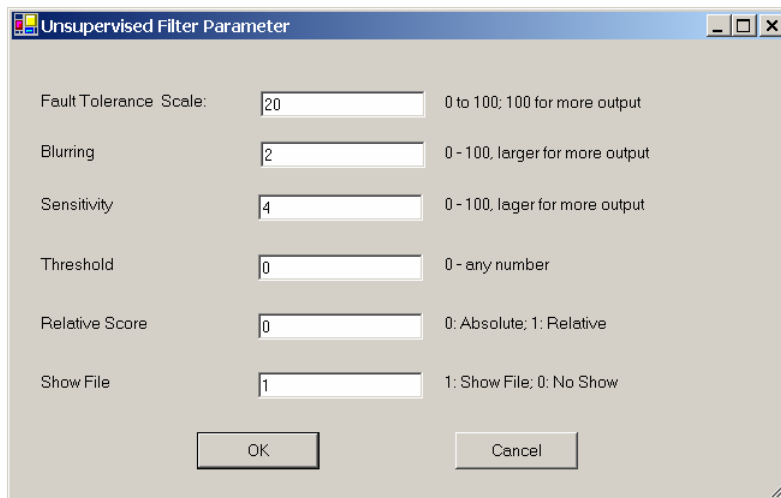 Unsupervised Filter Parameter
Fault Tolerance Scale: 20 0 to 100; 100 for more output
Blurring 2 0 - 100, larger for more output
Sensitivity 4 0 - 100, lager for more output
Threshold 0 0 - any number
Relative Score 0 0: Absolute; 1: Relative
Show File 1 1: Show File; 0: No Show
OK Cancel